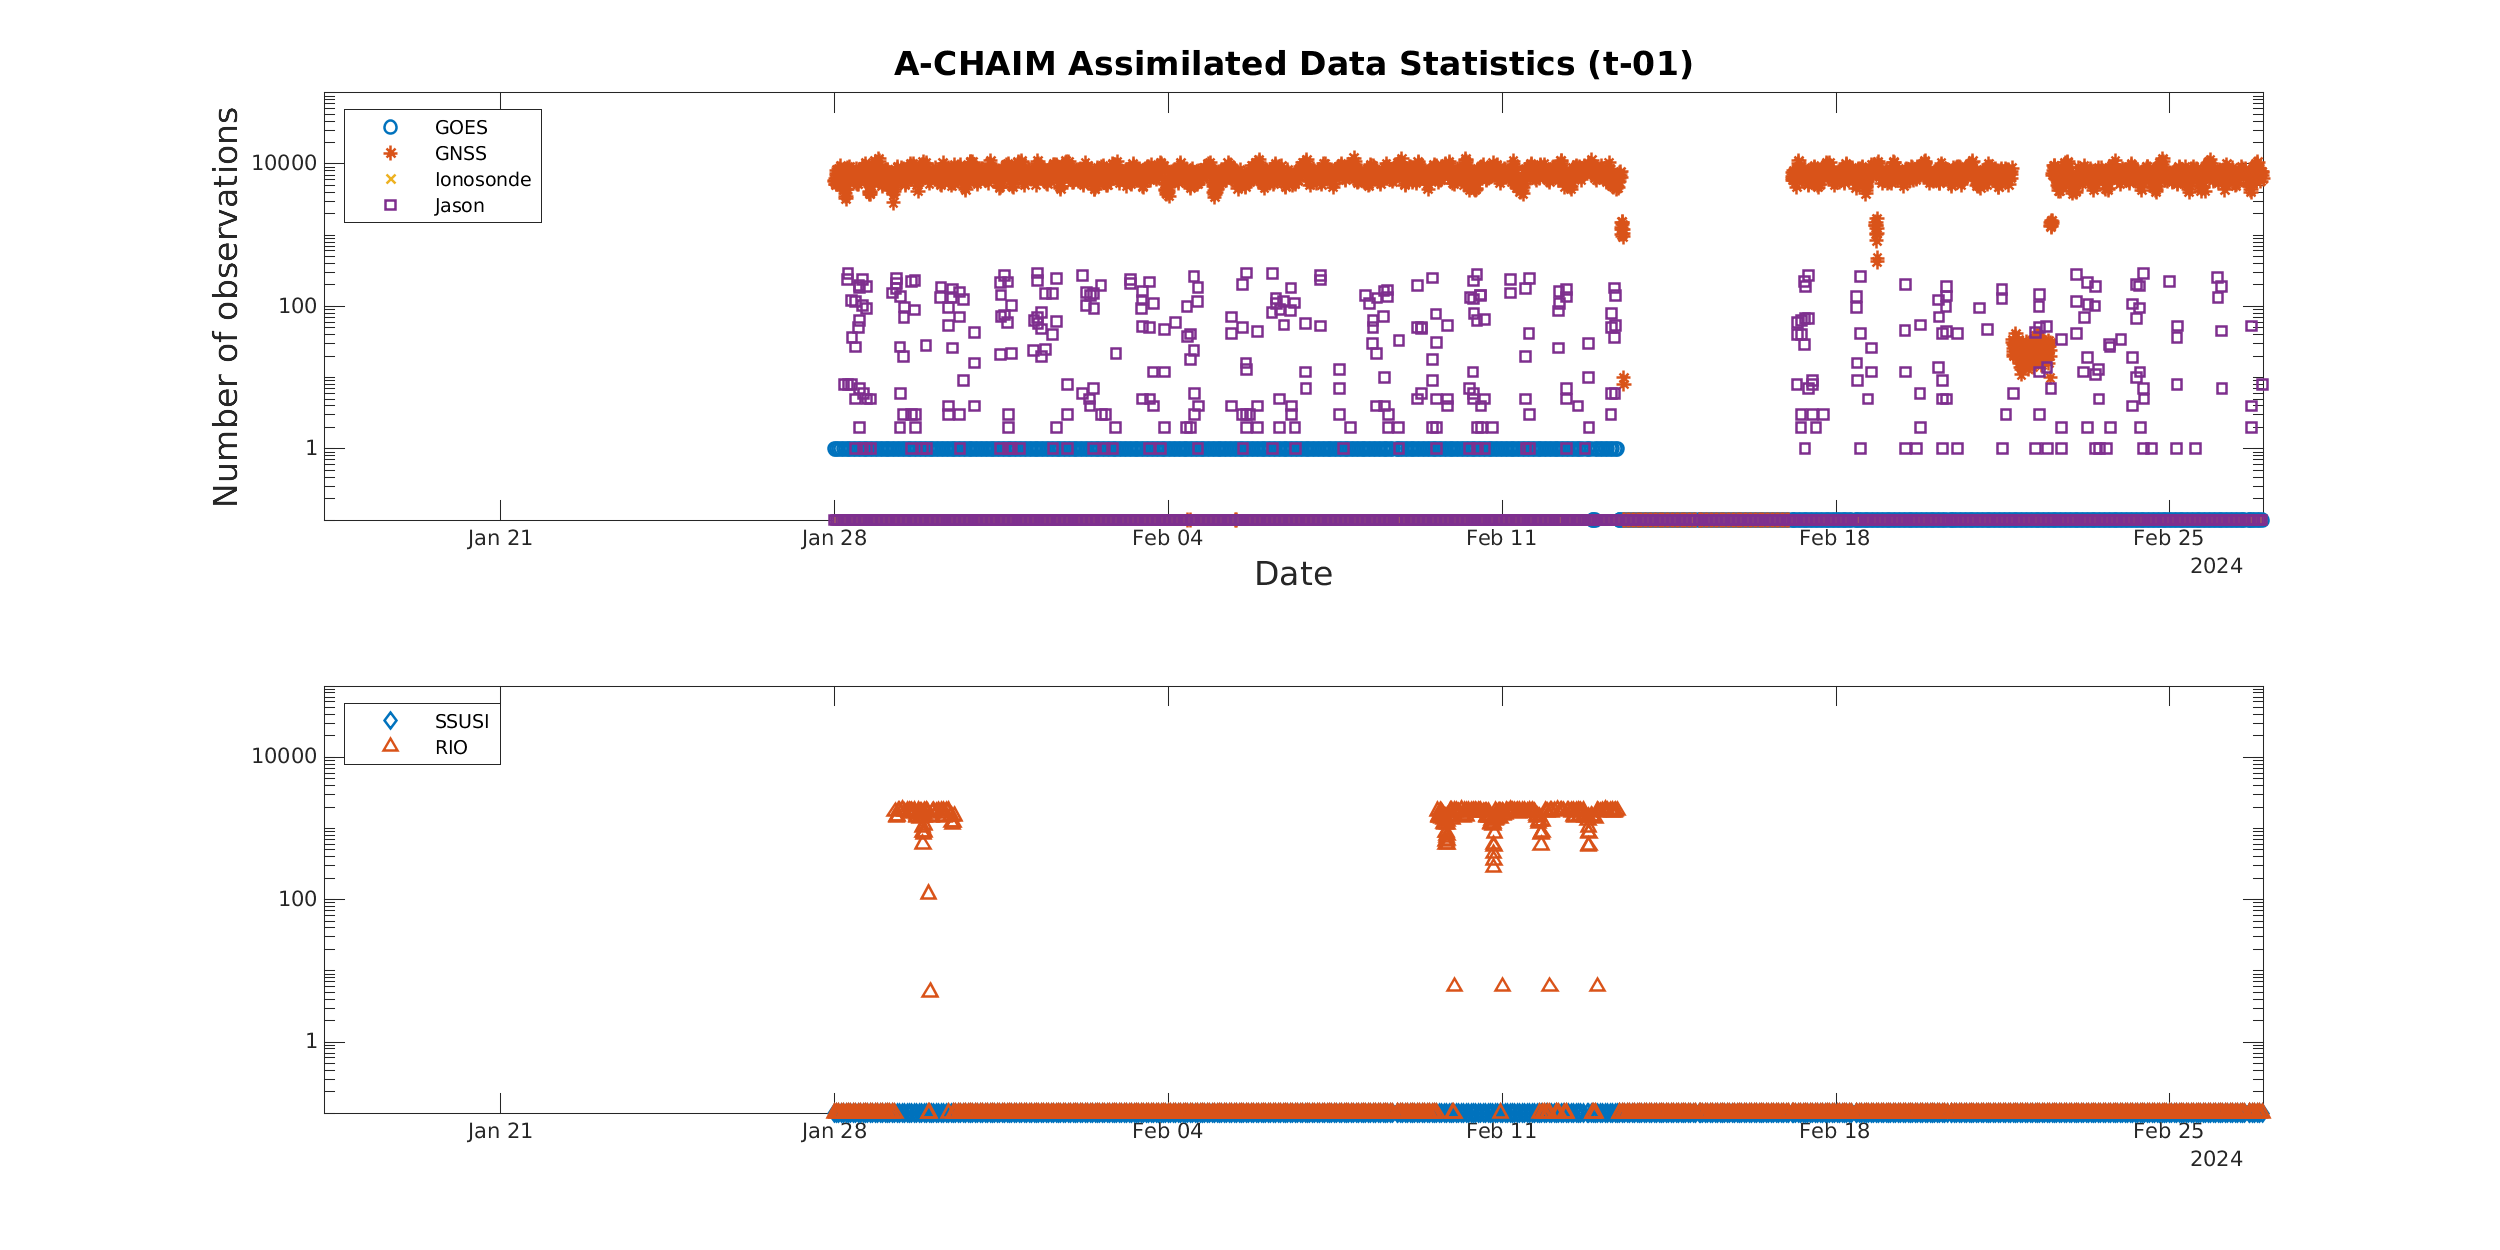 A-CHAIM Assimilated Data Statistics (t-01)
Number of observations
10000
100
1
GOES
GNSS
Ionosonde
Jason
Jan 21
Jan 28
Feb 04
Feb 11
Feb 18
Feb 25
2024
Date
10000
100
1
SSUSI
RIO
Jan 21
Jan 28
Feb 04
Feb 11
Feb 18
Feb 25
2024